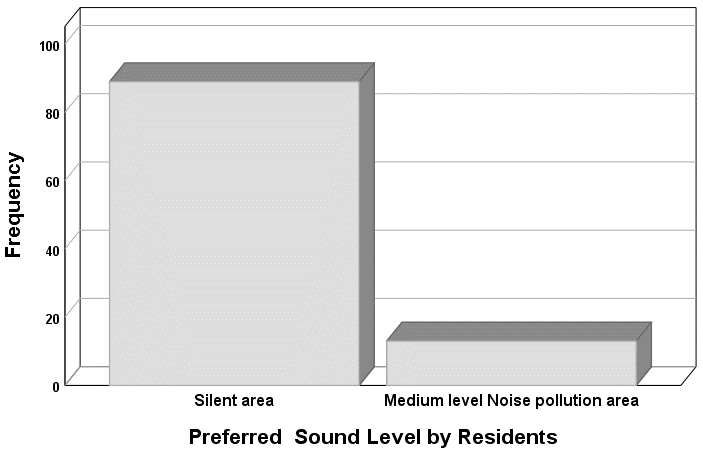 100
80
60
40
20
0
Frequency
Silent area
Medium level Noise pollution area
Preferred Sound Level by Residents